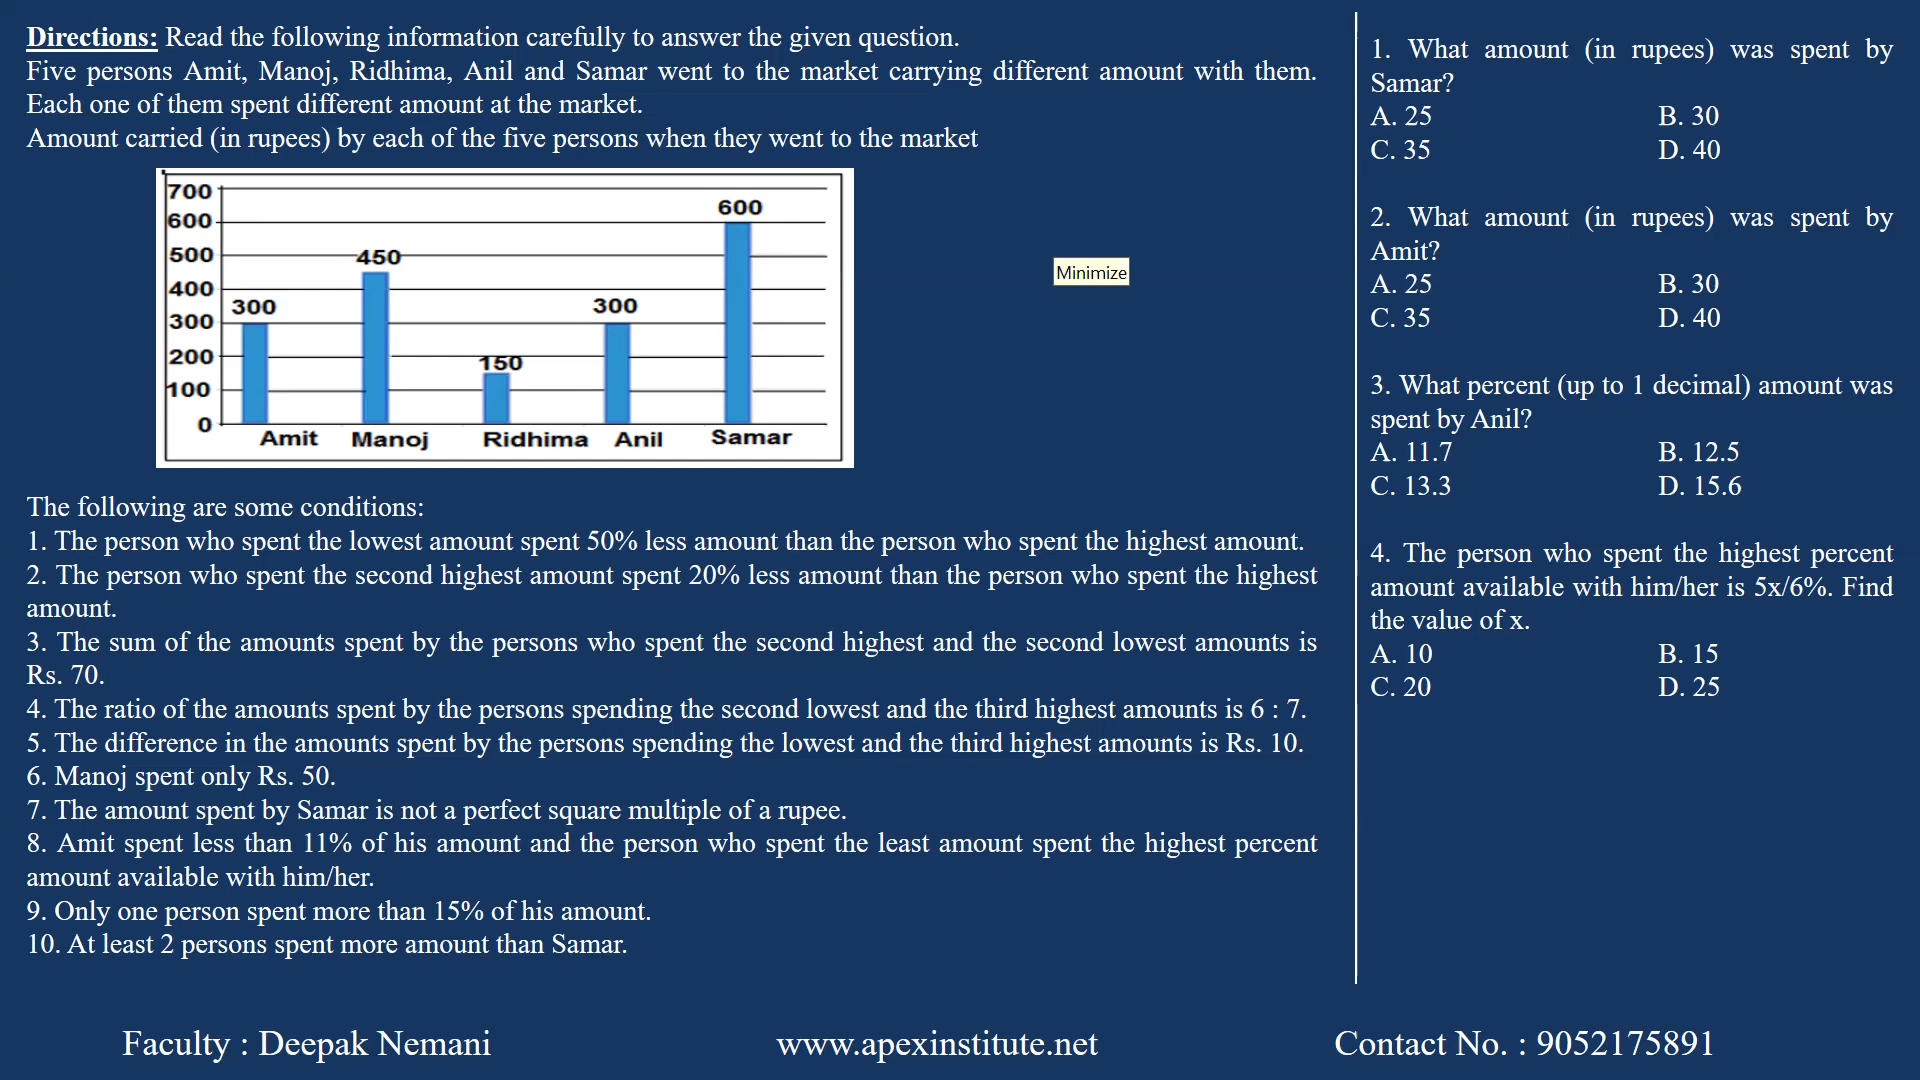 Directions: Read the following information carefully to answer the given question.
Five persons Amit, Manoj, Ridhima, Anil and Samar went to the market carrying different amount with them.
Each one of them spent different amount at the market.
Amount carried (in rupees) by each of the five persons when they went to the market
700
600
500
400
300
200
100
0
300
450
150
300
600
Amit Manoj Ridhima Anil Samar
Minimize
The following are some conditions:
1. The person who spent the lowest amount spent 50% less amount than the person who spent the highest amount.
2. The person who spent the second highest amount spent 20% less amount than the person who spent the highest
amount.
3. The sum of the amounts spent by the persons who spent the second highest and the second lowest amounts is
Rs. 70.
4. The ratio of the amounts spent by the persons spending the second lowest and the third highest amounts is 6 : 7.
5. The difference in the amounts spent by the persons spending the lowest and the third highest amounts is Rs. 10.
6. Manoj spent only Rs. 50.
7. The amount spent by Samar is not a perfect square multiple of a rupee.
8. Amit spent less than 11% of his amount and the person who spent the least amount spent the highest percent
amount available with him/her.
9. Only one person spent more than 15% of his amount.
10. At least 2 persons spent more amount than Samar.
1. What amount (in rupees) was spent by
Samar?
A. 25 B. 30
C. 35 D. 40
2. What amount (in rupees) was spent by
Amit?
A. 25 B. 30
C. 35 D. 40
3. What percent (up to 1 decimal) amount was
spent by Anil?
A. 11.7 B. 12.5
C. 13.3 D. 15.6
4. The person who spent the highest percent
amount available with him/her is 5x/6%. Find
the value of x.
A. 10 B. 15
C. 20 D. 25
Faculty : Deepak Nemani www.apexinstitute.net Contact No. : 9052175891